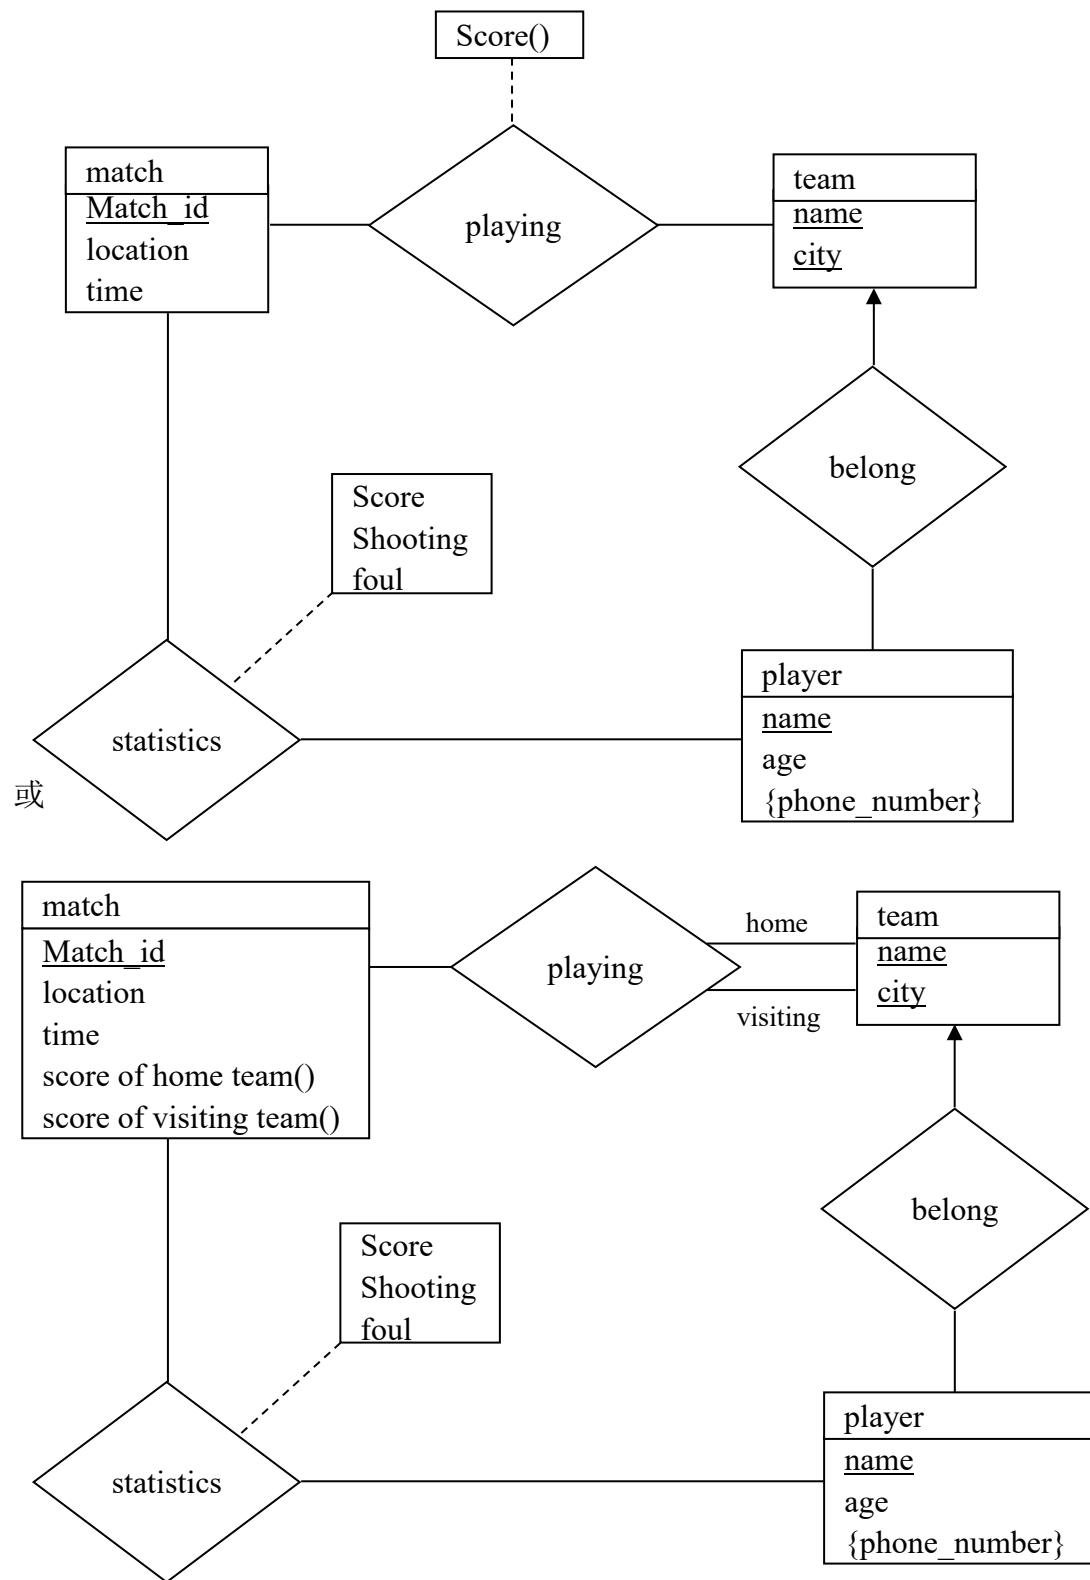 Score()
match
Match_id
location
time
playing
team
name
city
belong
Score
Shooting
foul
player
name
age
{phone_number}
statistics
或
match
Match_id
location
time
score of home team()
score of visiting team()
playing
home
visiting
team
name
city
belong
Score
Shooting
foul
player
name
age
{phone_number}
statistics